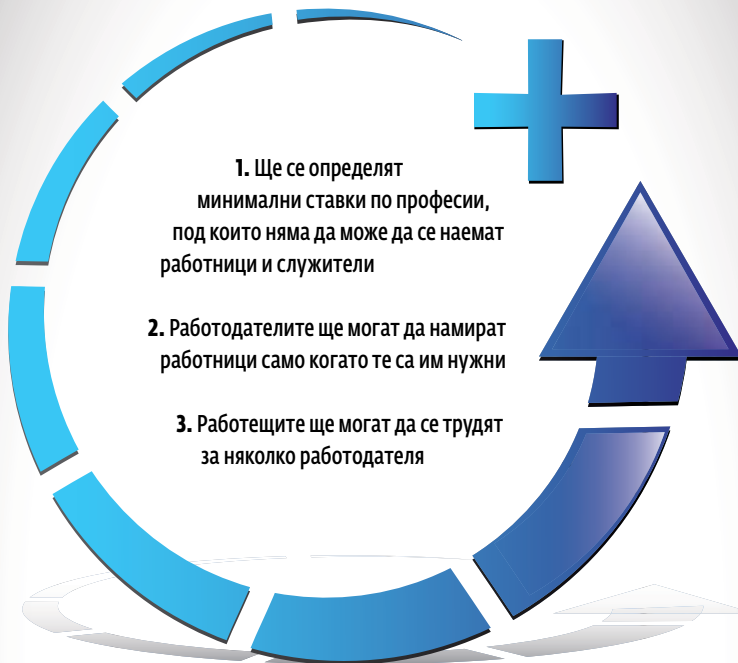 1. Ще се определят
минимални ставки по професии,
под които няма да може да се наемат
работници и служители
2. Работодателите ще могат да намират
работници само когато те са им нужни
3. Работещите ще могат да се трудят
за няколко работодателя